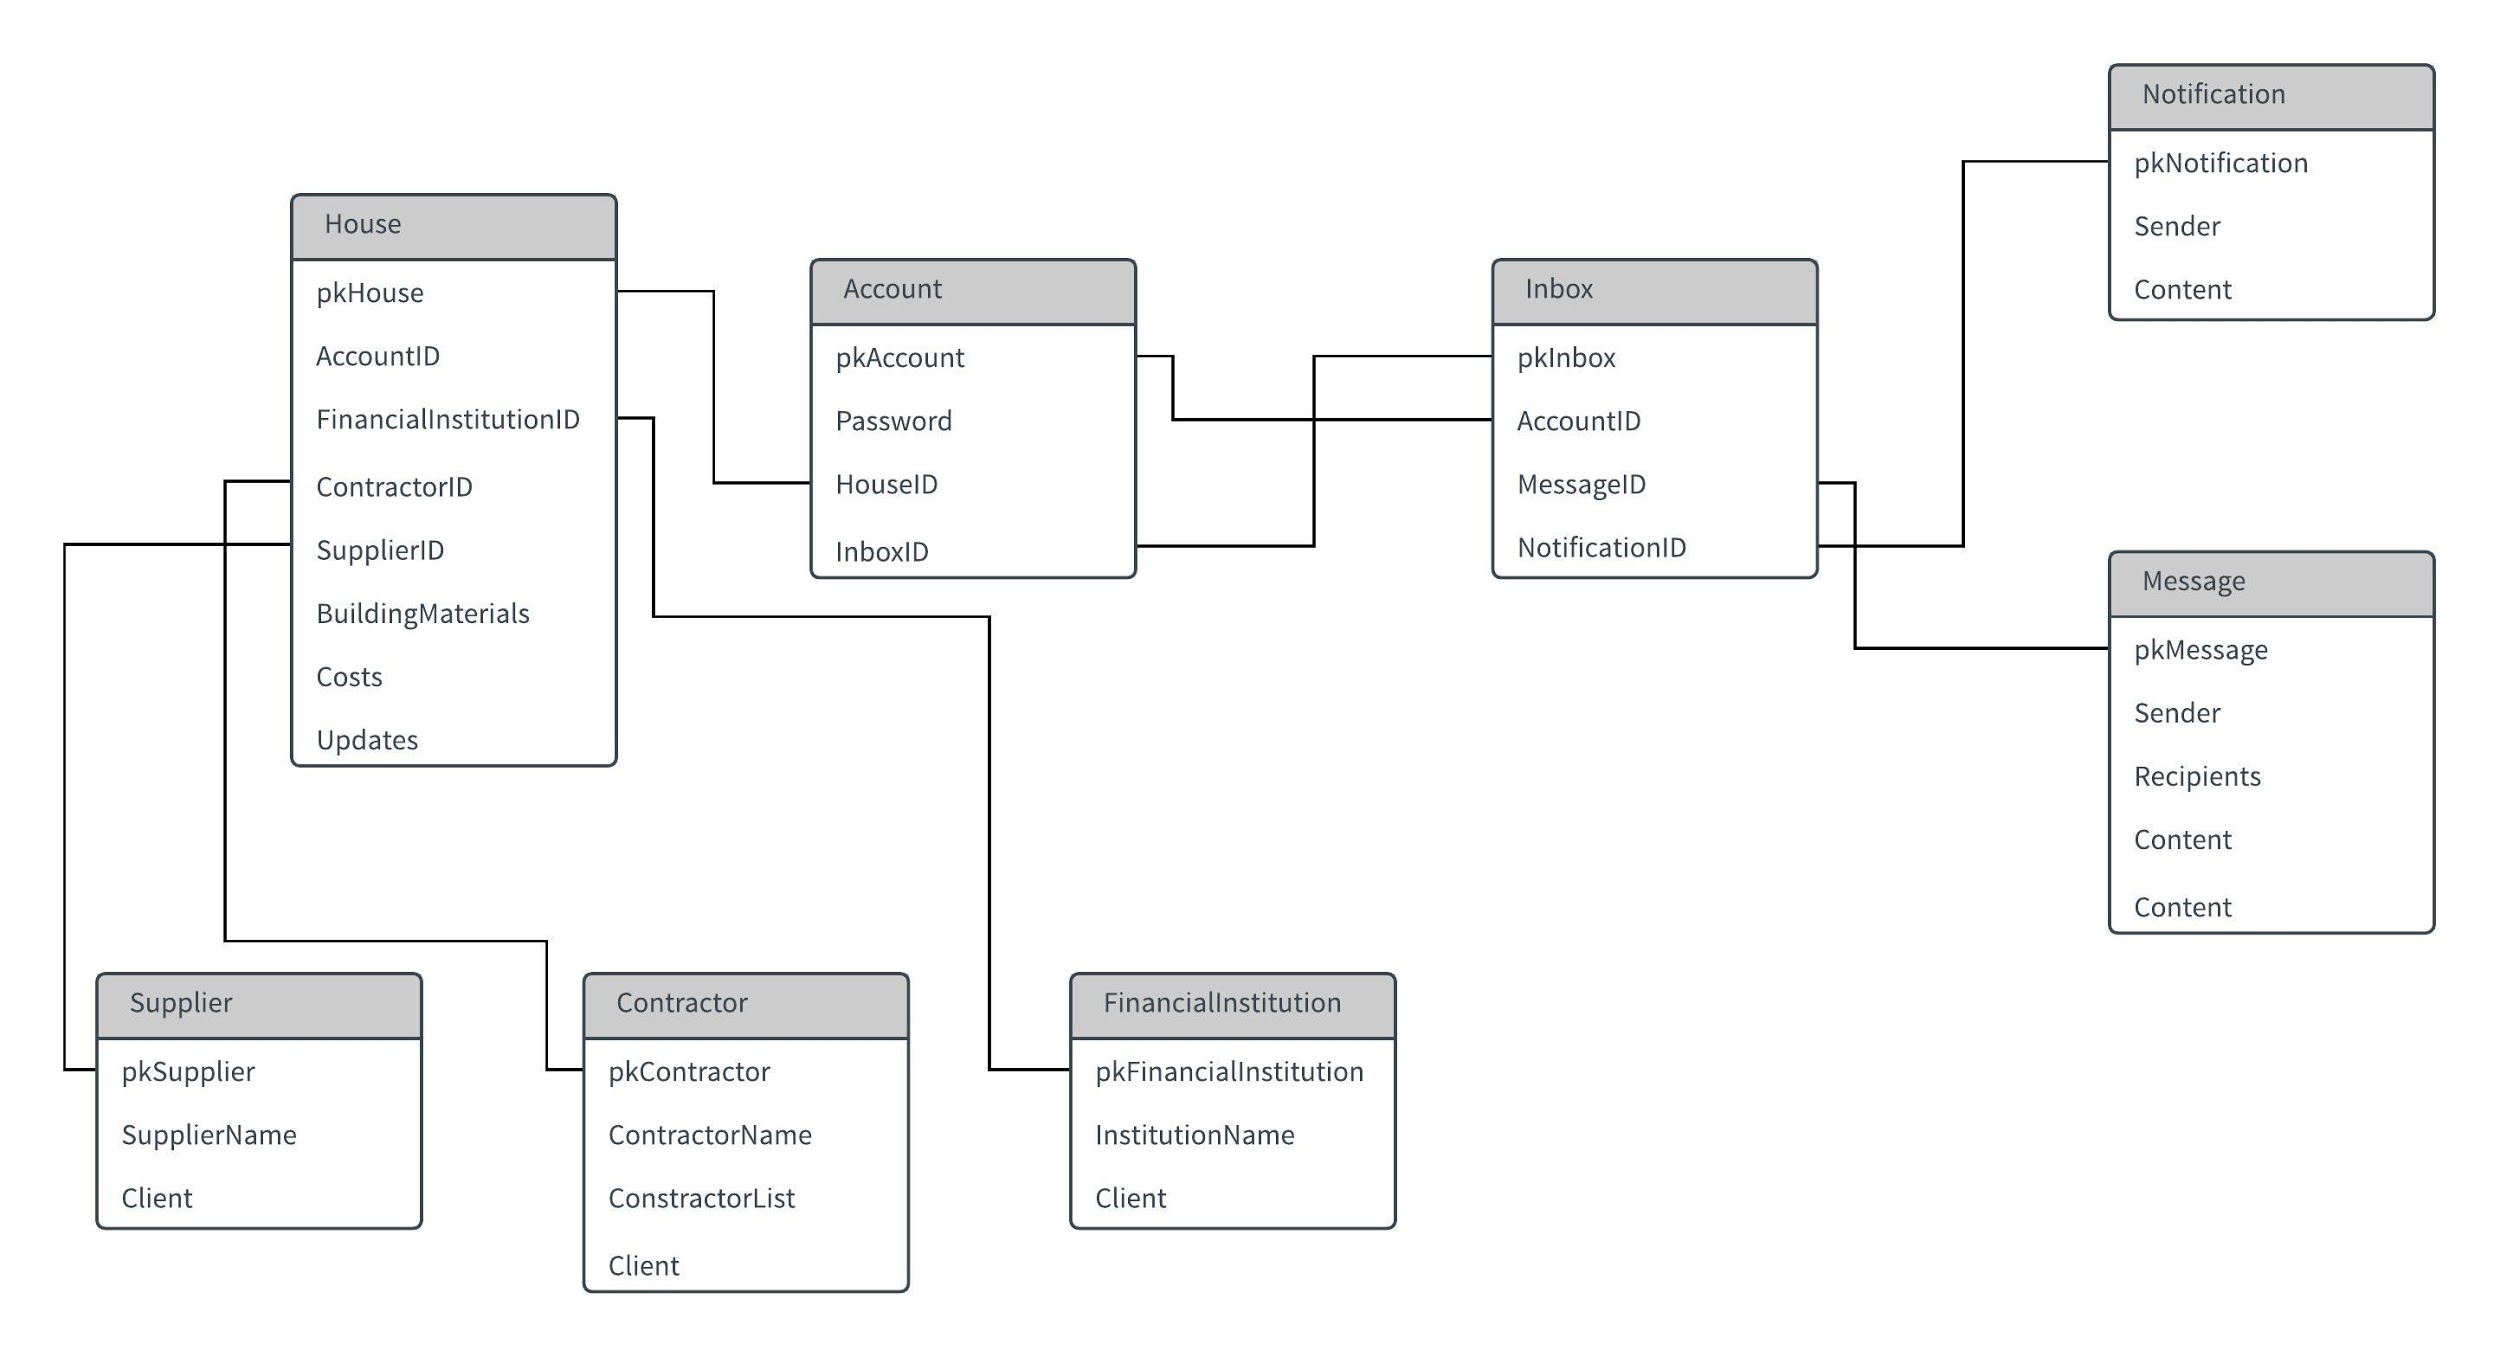 House
pkHouse
AccountID
FinancialInstitutionID
ContractorID
SupplierID
BuildingMaterials
Costs
Updates
Account
pkAccount
Password
HouseID
InboxID
Inbox
pkInbox
AccountID
MessageID
NotificationID
Notification
pkNotification
Sender
Content
Message
pkMessage
Sender
Recipients
Content
Content
Supplier
pkSupplier
SupplierName
Client
Contractor
pkContractor
ContractorName
ConstractorList
Client
FinancialInstitution
pkFinancialInstitution
InstitutionName
Client